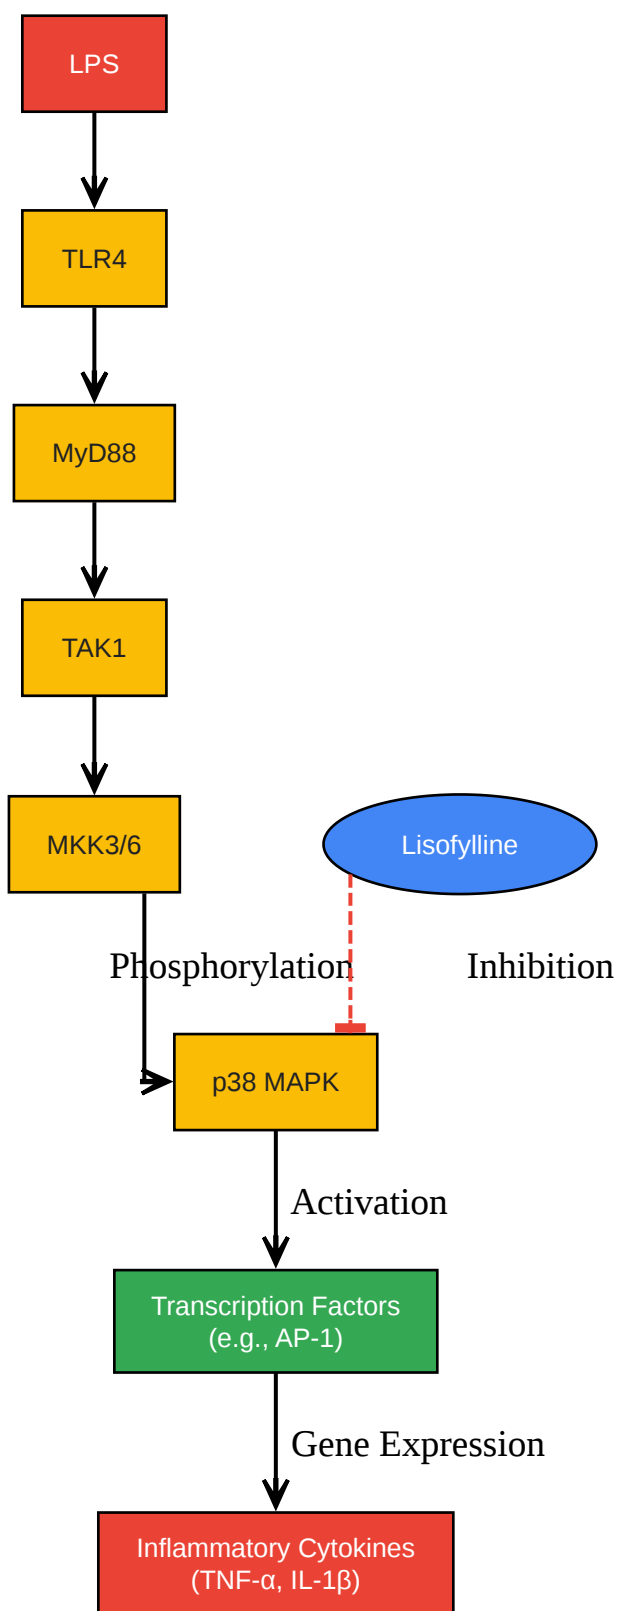 LPS
TLR4
MyD88
TAK1
MKK3/6
Lisofylline
Phosphorylation
Inhibition
p38 MAPK
Activation
Transcription Factors
(e.g., AP-1)
Gene Expression
Inflammatory Cytokines
(TNF-α, IL-1β)